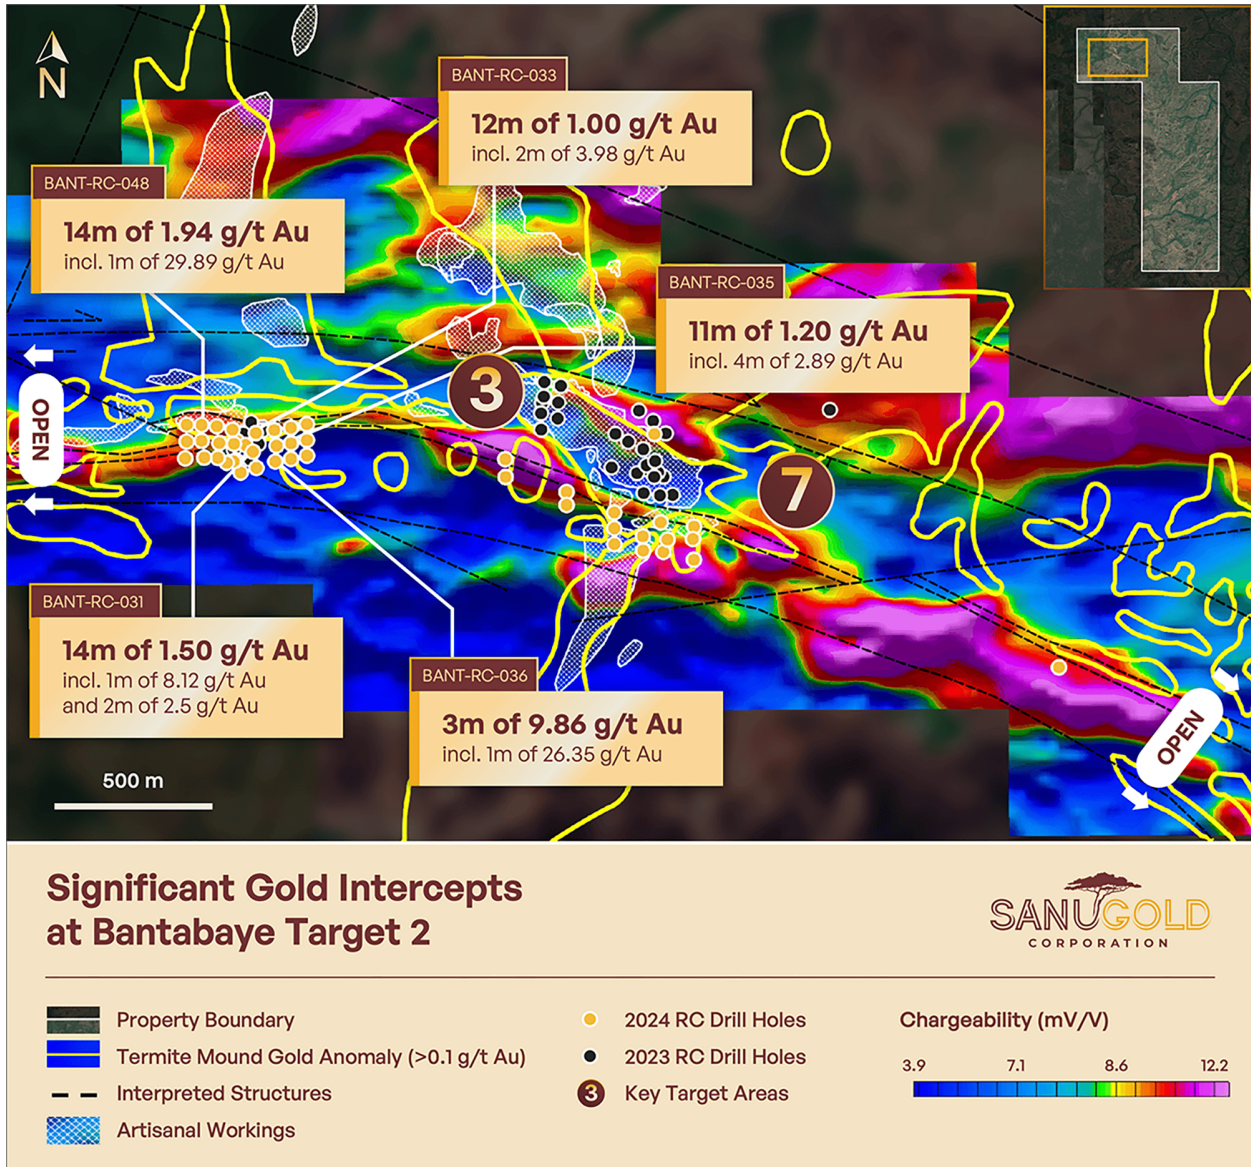 N
BANT-RC-033
12m of 1.00 g/t Au
incl. 2m of 3.98 g/t Au
BANT-RC-048
14m of 1.94 g/t Au
incl. 1m of 29.89 g/t Au
BANT-RC-035
11m of 1.20 g/t Au
incl. 4m of 2.89 g/t Au
3
7
OPEN
BANT-RC-031
14m of 1.50 g/t Au
incl. 1m of 8.12 g/t Au
and 2m of 2.5 g/t Au
BANT-RC-036
3m of 9.86 g/t Au
incl. 1m of 26.35 g/t Au
OPEN
500 m
Significant Gold Intercepts
at Bantabaye Target 2
SANUGOLD
CORPORATION
Property Boundary
Termite Mound Gold Anomaly (>0.1 g/t Au)
Interpreted Structures
Artisanal Workings
2024 RC Drill Holes
2023 RC Drill Holes
3 Key Target Areas
Chargeability (mV/V)
3.9 7.1 8.6 12.2